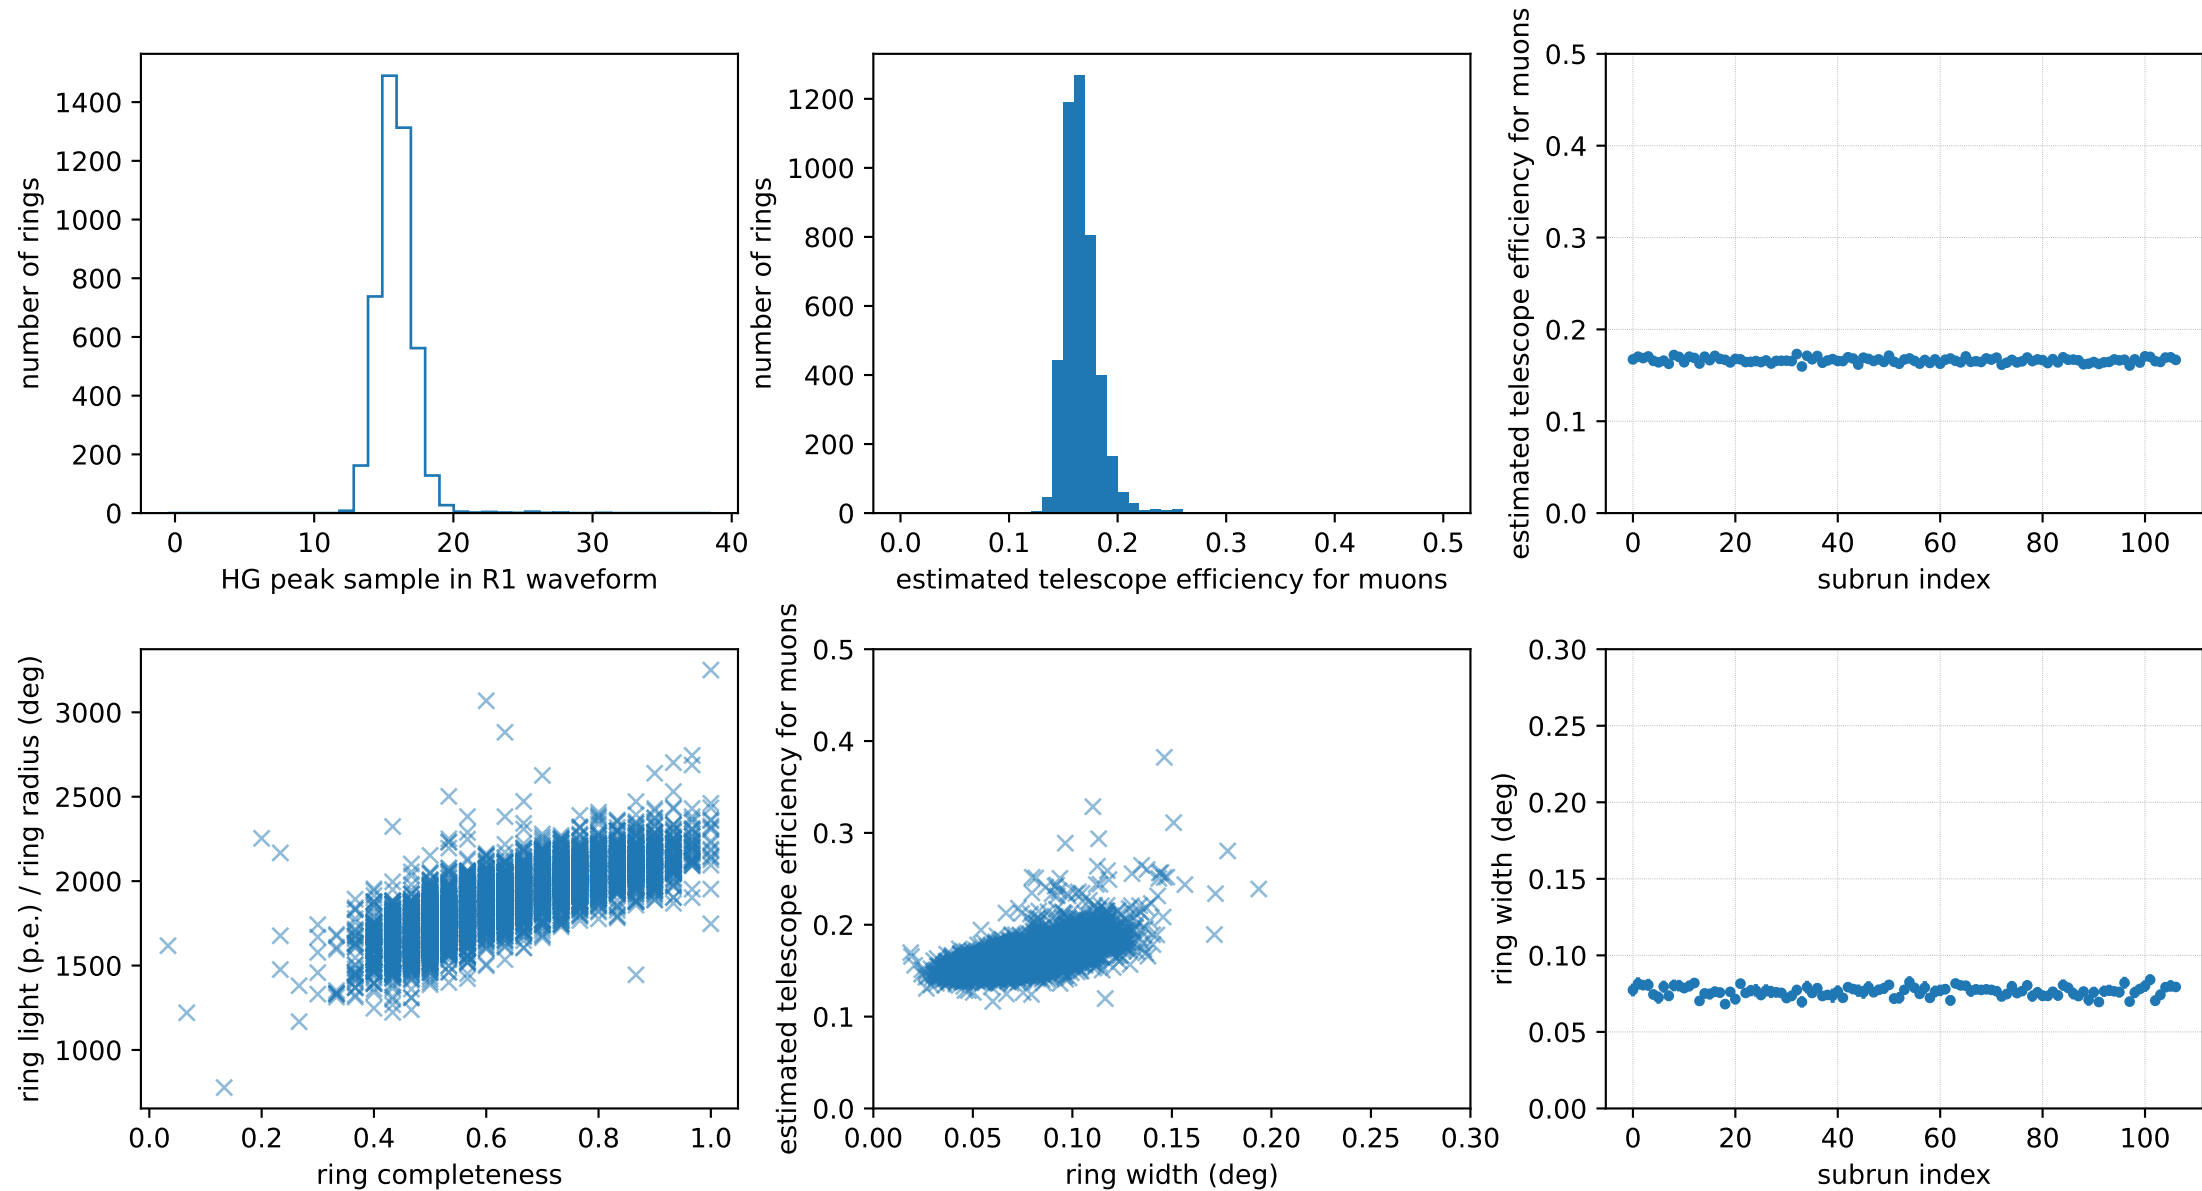 number of rings
1400
1200
1000
800
600
400
200
0
0 10 20 30 40
HG peak sample in R1 waveform
number of rings
1200
1000
800
600
400
200
0
0.0 0.1 0.2 0.3 0.4 0.5
estimated telescope efficiency for muons
estimated telescope efficiency for muons
0.5
0.4
0.3
0.2
0.1
0.0
0 20 40 60 80 100
subrun index
ring light (p.e.) / ring radius (deg)
3000
2500
2000
1500
1000
0.0 0.2 0.4 0.6 0.8 1.0
ring completeness
estimated telescope efficiency for muons
0.5
0.4
0.3
0.2
0.1
0.0
0.00 0.05 0.10 0.15 0.20 0.25 0.30
ring width (deg)
ring width (deg)
0.30
0.25
0.20
0.15
0.10
0.05
0.00
0 20 40 60 80 100
subrun index